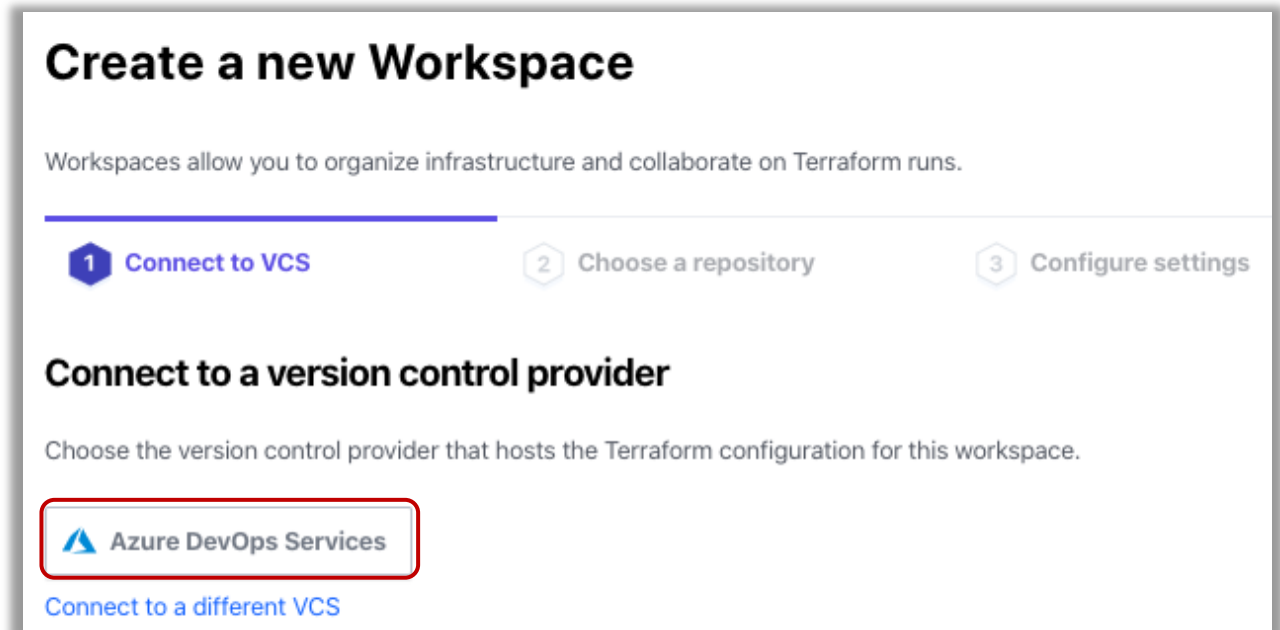 Create a new Workspace
Workspaces allow you to organize infrastructure and collaborate on Terraform runs.
1 Connect to VCS
2 Choose a repository
3 Configure settings
Connect to a version control provider
Choose the version control provider that hosts the Terraform configuration for this workspace.
Azure DevOps Services
Connect to a different VCS